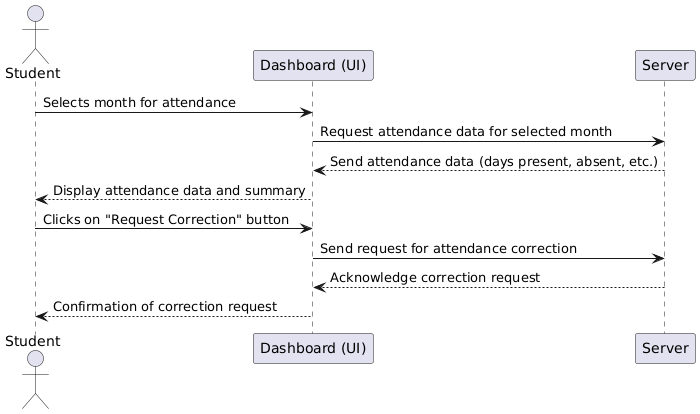 Student
Dashboard (UI)
Server
Selects month for attendance
Request attendance data for selected month
Send attendance data (days present, absent, etc.)
Display attendance data and summary
Clicks on "Request Correction" button
Send request for attendance correction
Acknowledge correction request
Confirmation of correction request
Student
Dashboard (UI)
Server